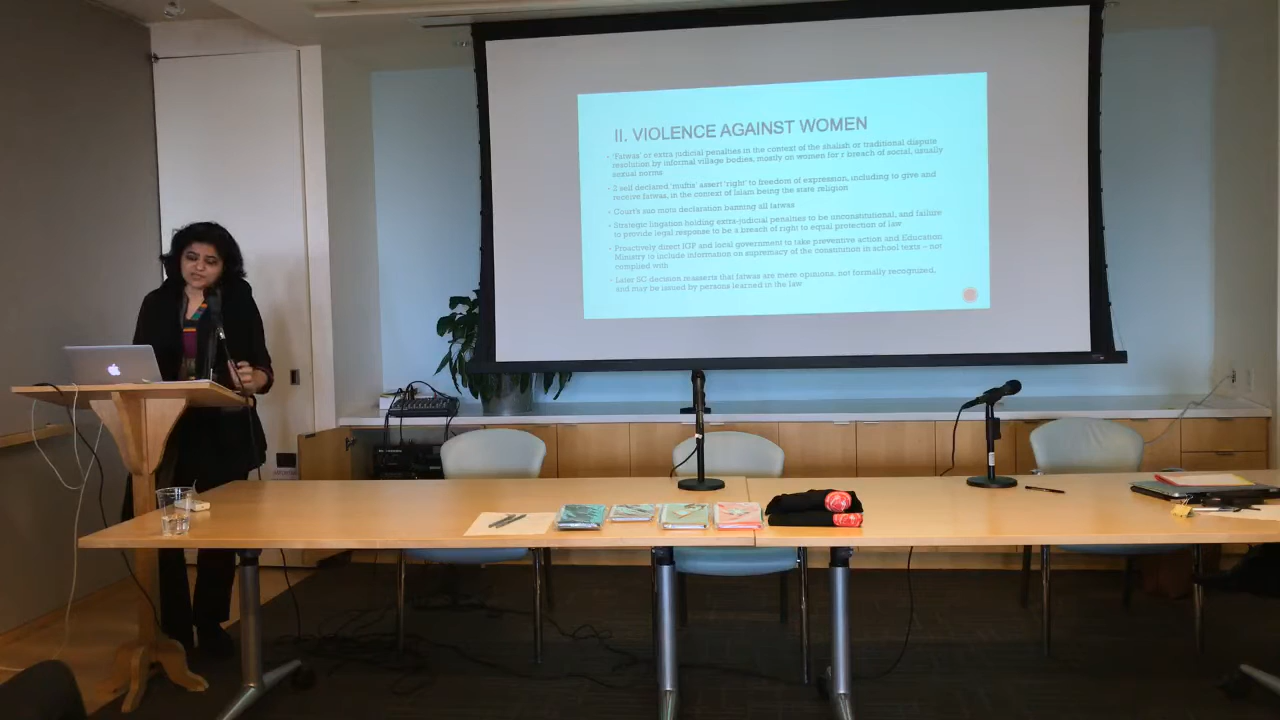 II. VIOLENCE AGAINST WOMEN
'Fatwas' or extra judicial penalties in the context of the shalish or traditional dispute
resolution by informal village bodies, mostly on women for r breach of social, usually
sexual norms
2 self declared 'muftis' assert 'right' to freedom of expression, including to give and
receive fatwas, in the context of Islam being the state religion
Court's suo moto declaration banning all fatwas
Strategic litigation holding extra-judicial penalties to be unconstitutional, and failure
to provide legal response to be a breach of right to equal protection of law
Proactively direct IGP and local government to take preventive action and Education
Ministry to include information on supremacy of the constitution in school texts – not
complied with
Later SC decision reasserts that fatwas are mere opinions, not formally recognized,
and may be issued by persons learned in the law